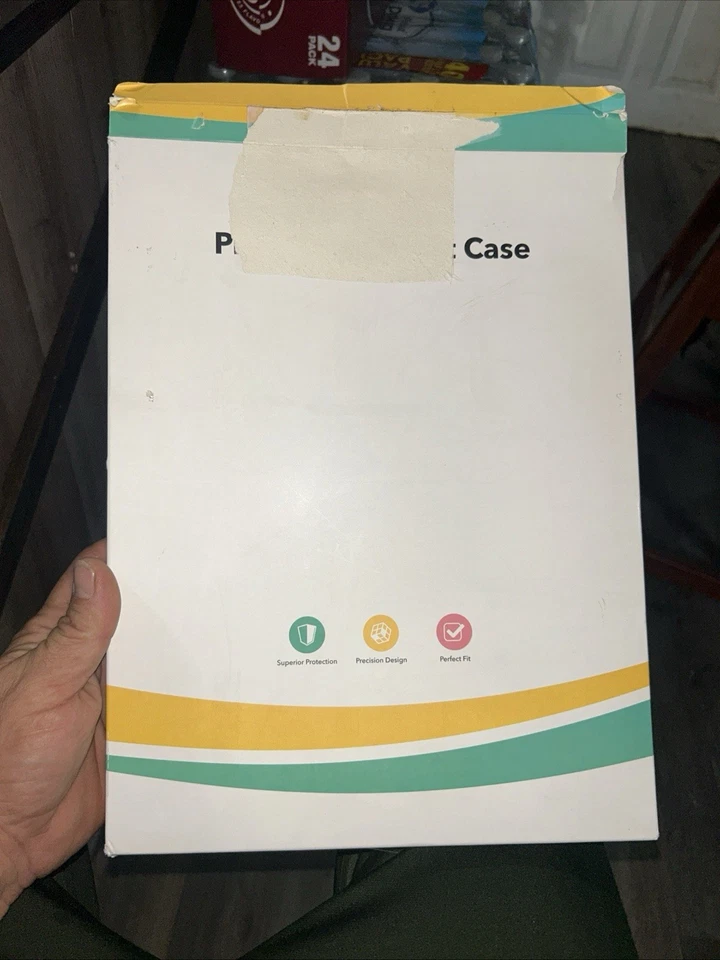 24
PACK
Case
Superior Protection
Precision Design
Perfect Fit